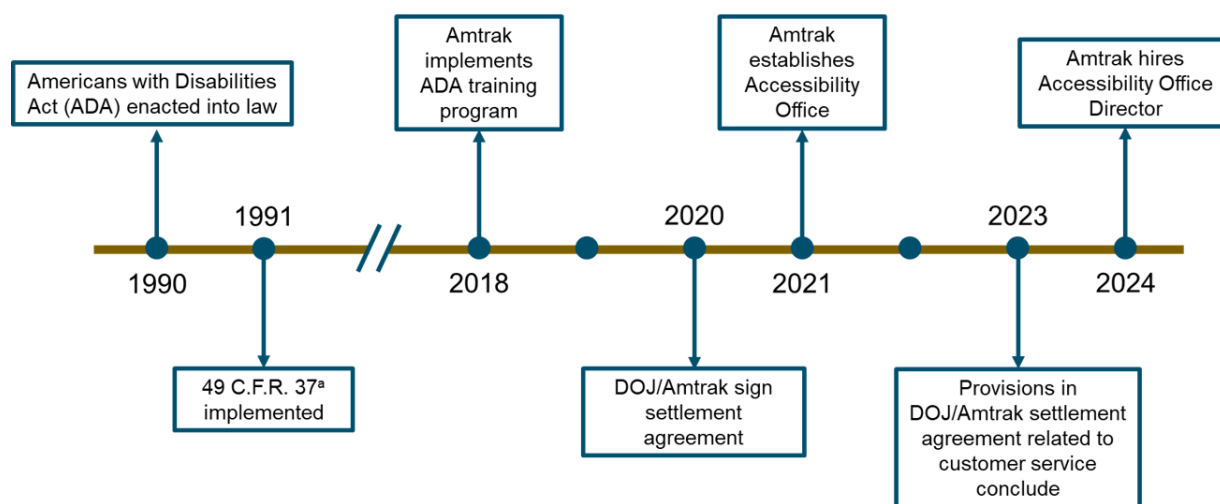 Americans with Disabilities
Act (ADA) enacted into law
Amtrak
implements
ADA training
program
Amtrak
establishes
Accessibility
Office
Amtrak hires
Accessibility Office
Director
1991
2020
2023
1990
2018
2021
2024
49 C.F.R. 37ᵃ
implemented
DOJ/Amtrak sign
settlement
agreement
Provisions in
DOJ/Amtrak settlement
agreement related to
customer service
conclude